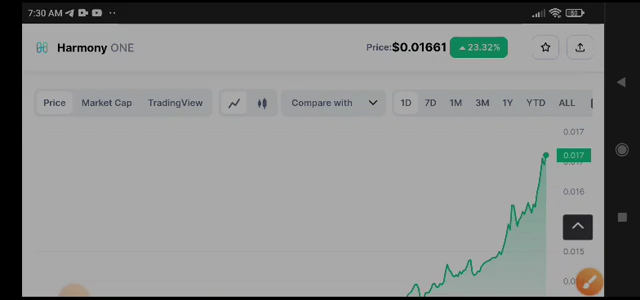 7:30 AM
Harmony ONE Price:$0.01661 23.32%
Price Market Cap TradingView Compare with 1D 7D 1M 3M 1Y YTD ALL
0.017
0.017
0.016
0.015